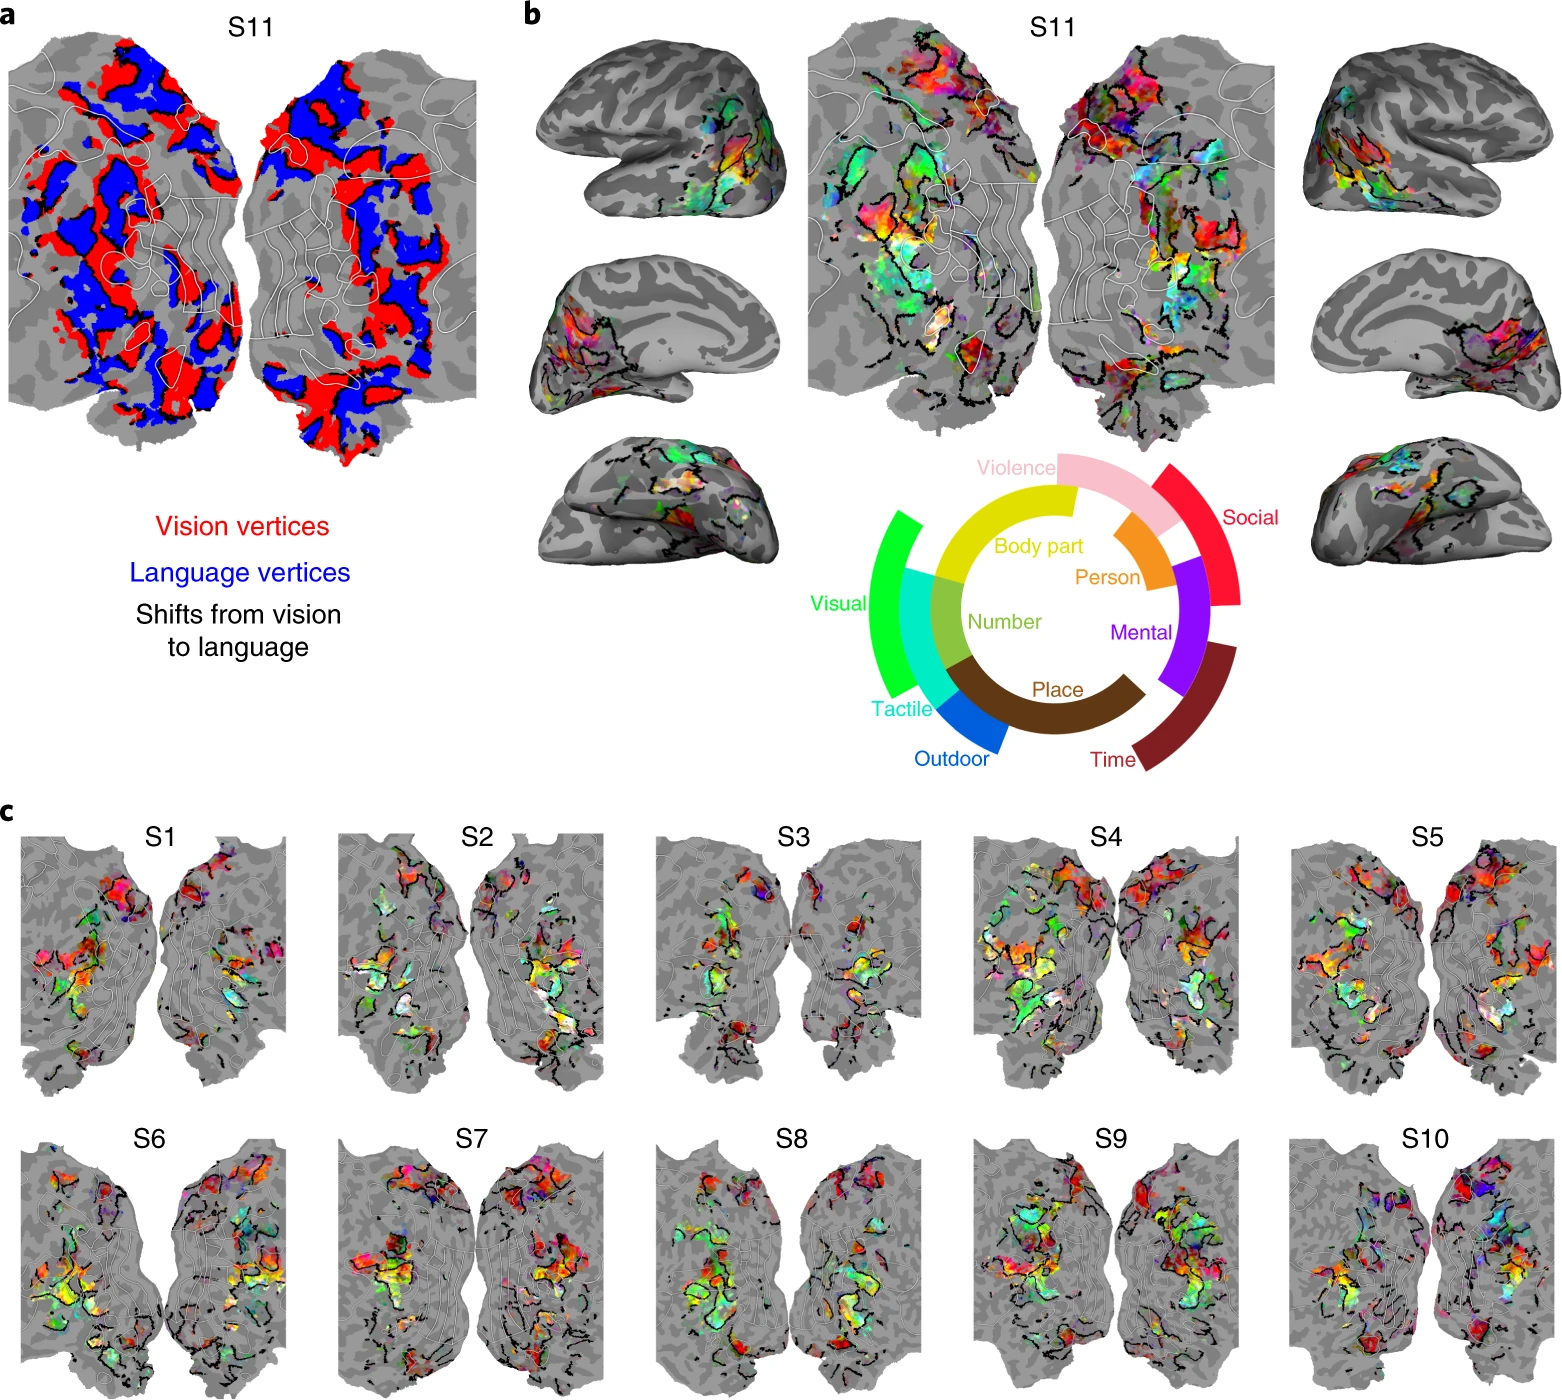 a
S11
Vision vertices
Language vertices
Shifts from vision
to language
b
S11
Violence
Social
Body part
Person
Visual
Number
Mental
Place
Tactile
Outdoor
Time
c
S1
S2
S3
S4
S5
S6
S7
S8
S9
S10